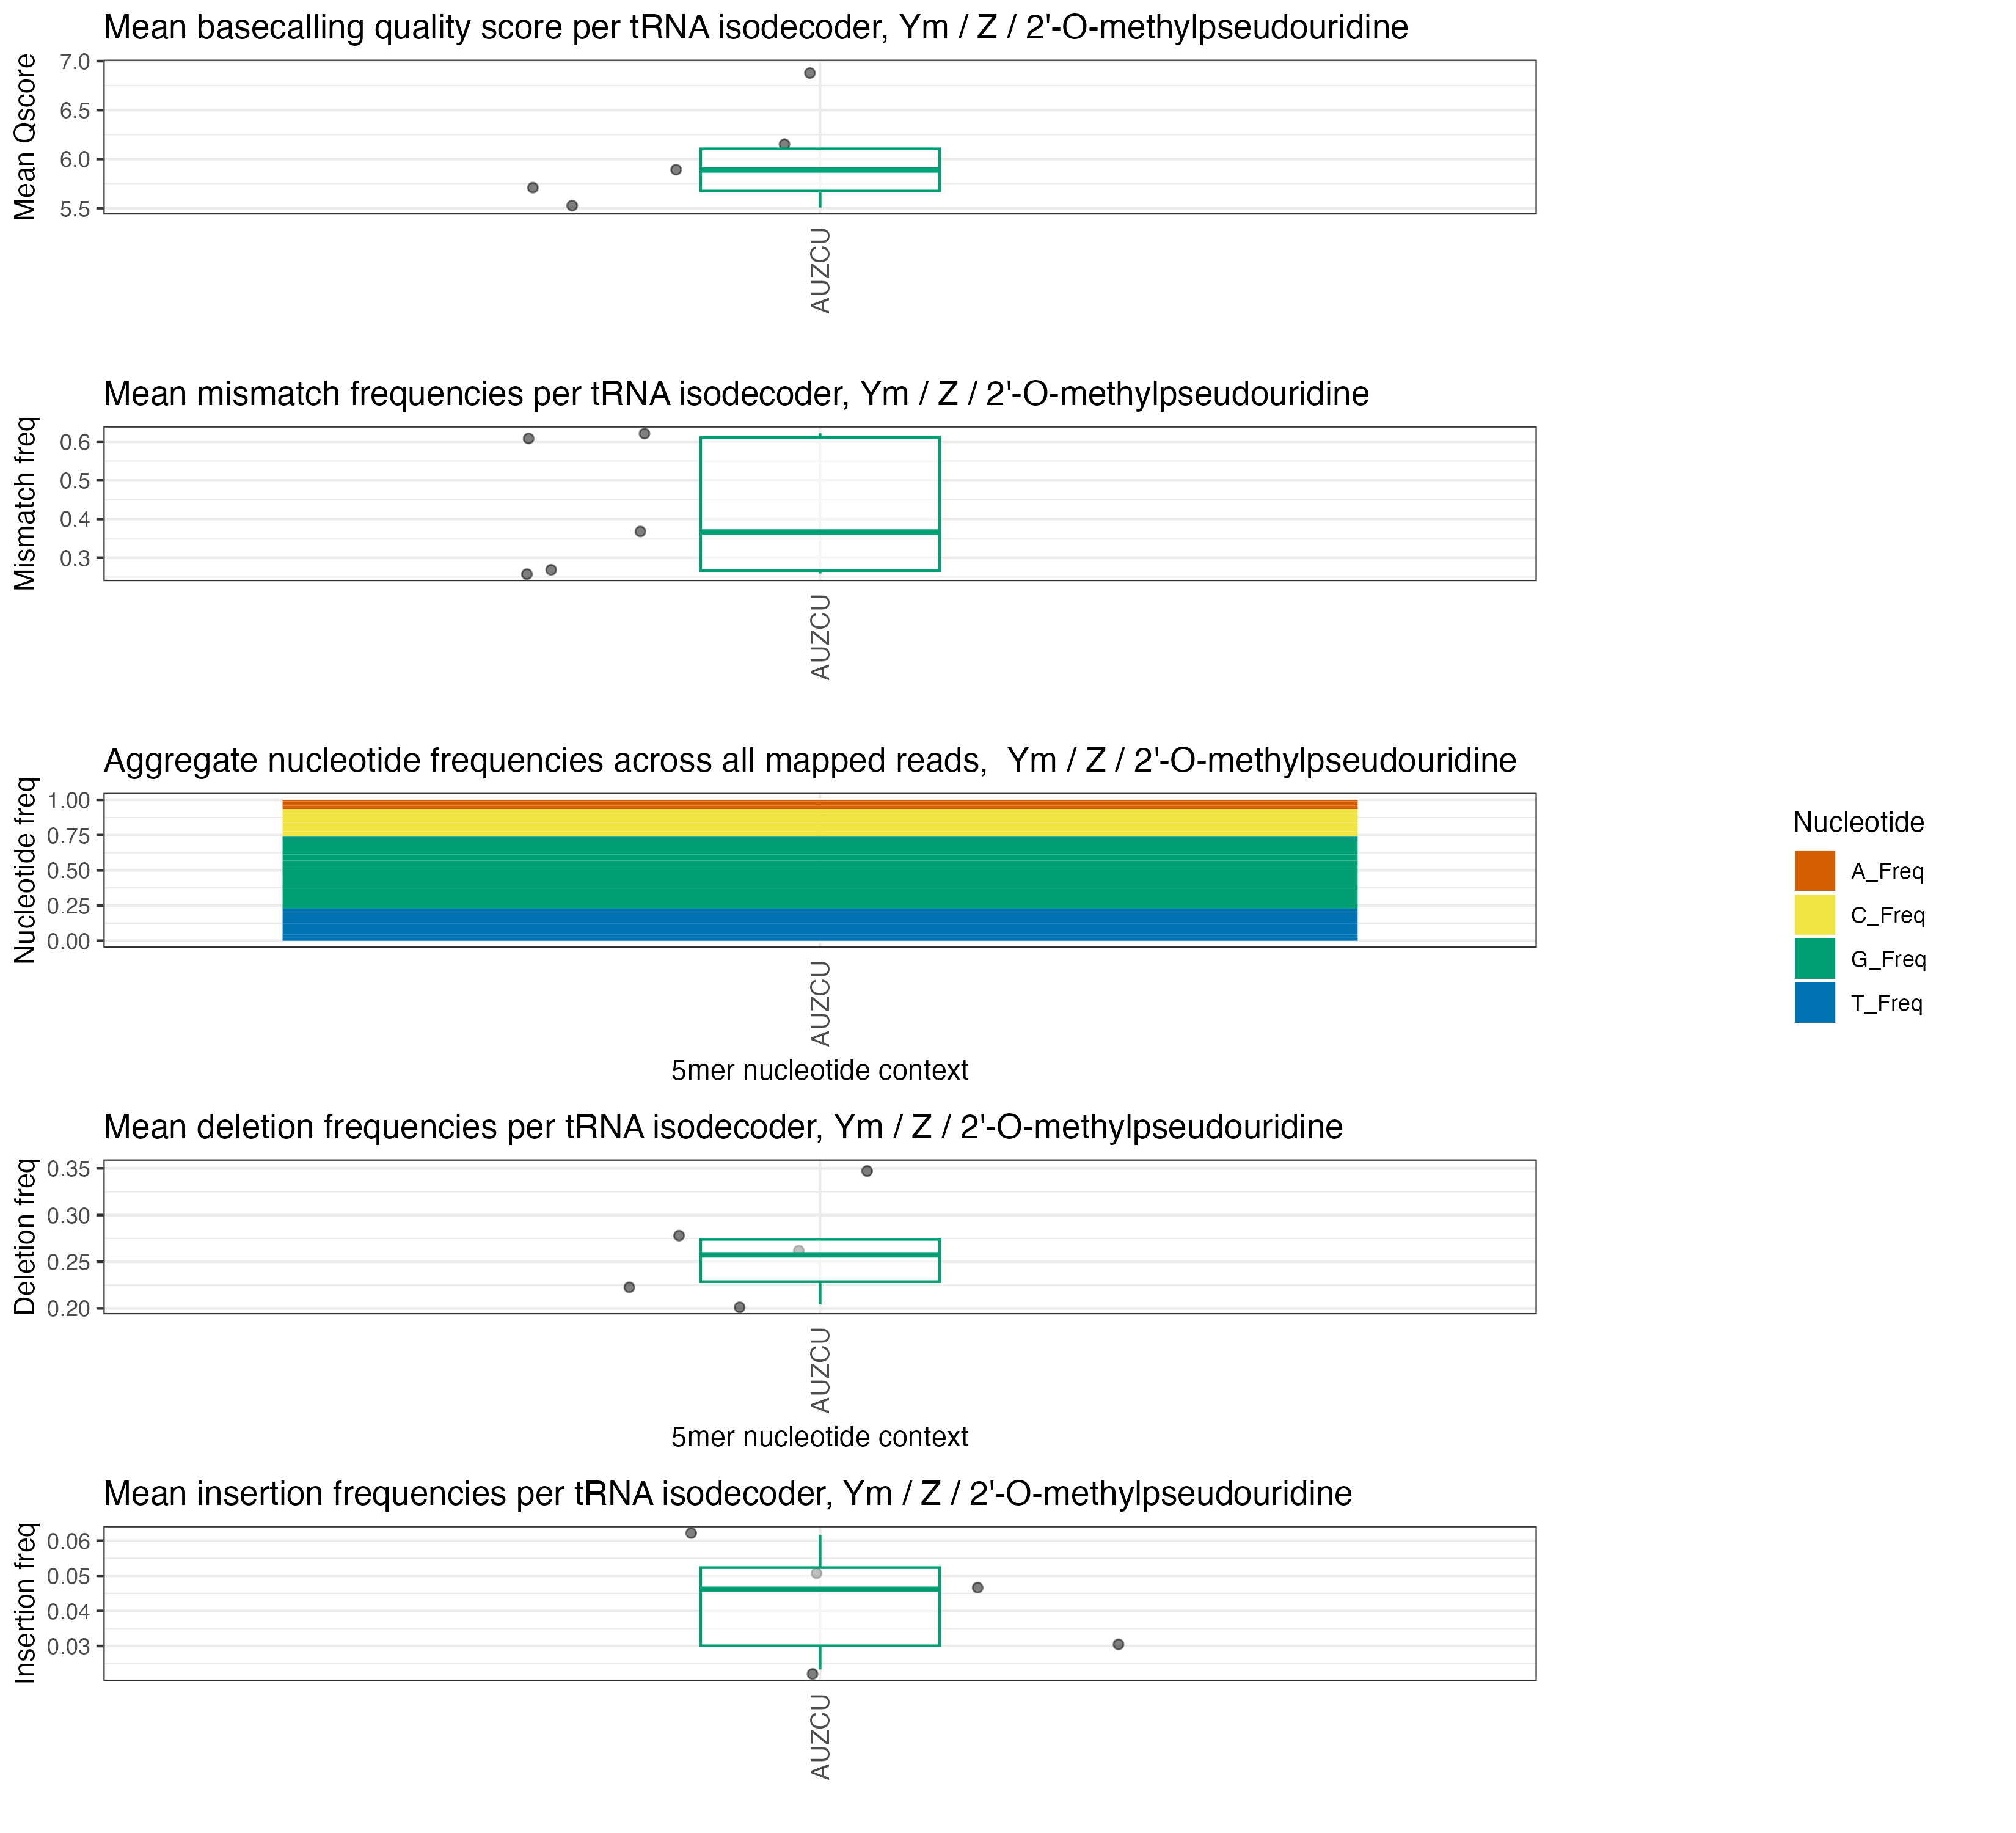 Mean basecalling quality score per tRNA isodecoder, Ym / Z / 2'-O-methylpseudouridine
Mean Qscore
7.0
6.5
6.0
5.5
AUZCU
Mean mismatch frequencies per tRNA isodecoder, Ym / Z / 2'-O-methylpseudouridine
Mismatch freq
0.6
0.5
0.4
0.3
AUZCU
Aggregate nucleotide frequencies across all mapped reads,  Ym / Z / 2'-O-methylpseudouridine
Nucleotide freq
1.00
0.75
0.50
0.25
0.00
AUZCU
5mer nucleotide context
Nucleotide
A_Freq
C_Freq
G_Freq
T_Freq
Mean deletion frequencies per tRNA isodecoder, Ym / Z / 2'-O-methylpseudouridine
Deletion freq
0.35
0.30
0.25
0.20
AUZCU
5mer nucleotide context
Mean insertion frequencies per tRNA isodecoder, Ym / Z / 2'-O-methylpseudouridine
Insertion freq
0.06
0.05
0.04
0.03
AUZCU